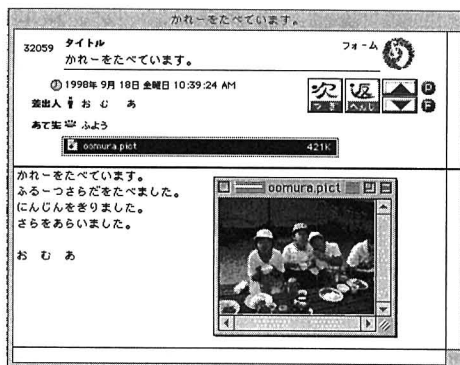 かれーをたべています。
32059 タイトル フォーム
かれーをたべています。
1998年 9月 18日 金曜日 10:39:24 AM
差出人 お む あ
あて先 ふよう
次 返
つぎ へんじ
oomura.pict 421K
かれーをたべています。
ふるーつさらだをたべました。
にんじんをぎりました。
さらをあらいました。
お む あ
oomura.pict